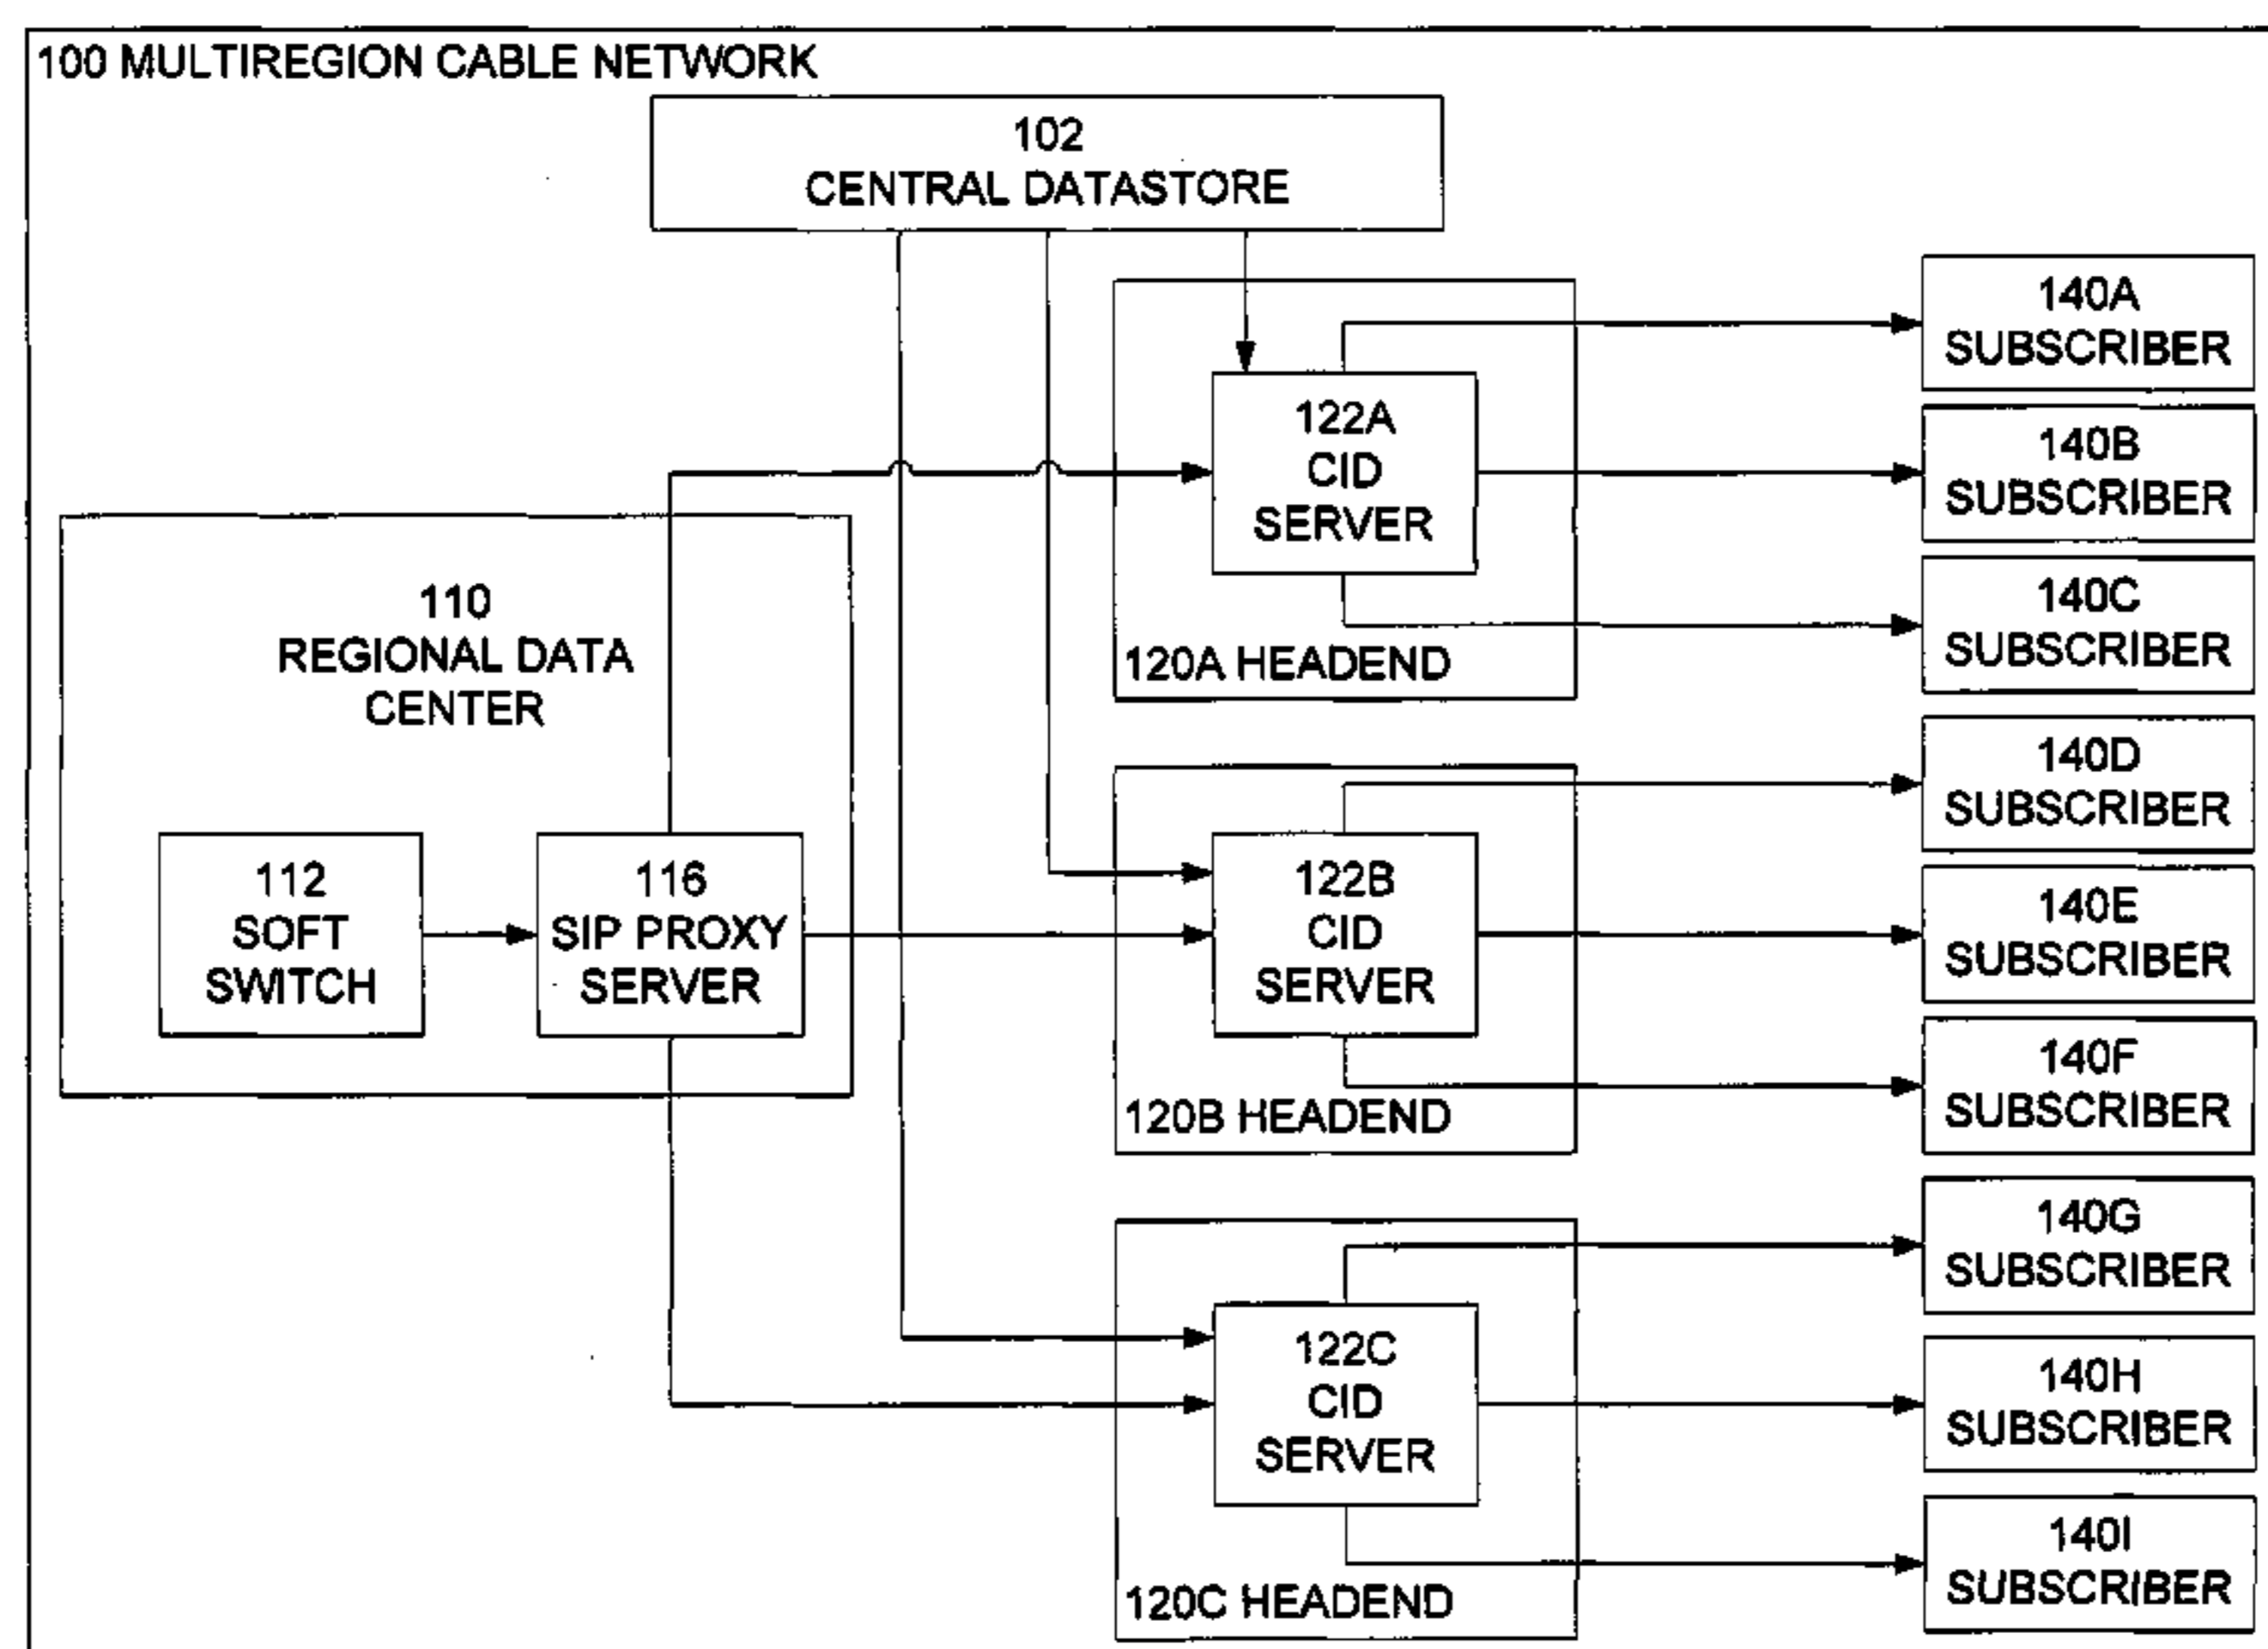 100 MULTIREGION CABLE NETWORK
102
CENTRAL DATASTORE
110
REGIONAL DATA
CENTER
112
SOFT
SWITCH
116
SIP PROXY
SERVER
122A
CID
SERVER
120A HEADEND
122B
CID
SERVER
120B HEADEND
122C
CID
SERVER
120C HEADEND
140A
SUBSCRIBER
140B
SUBSCRIBER
140C
SUBSCRIBER
140D
SUBSCRIBER
140E
SUBSCRIBER
140F
SUBSCRIBER
140G
SUBSCRIBER
140H
SUBSCRIBER
140I
SUBSCRIBER